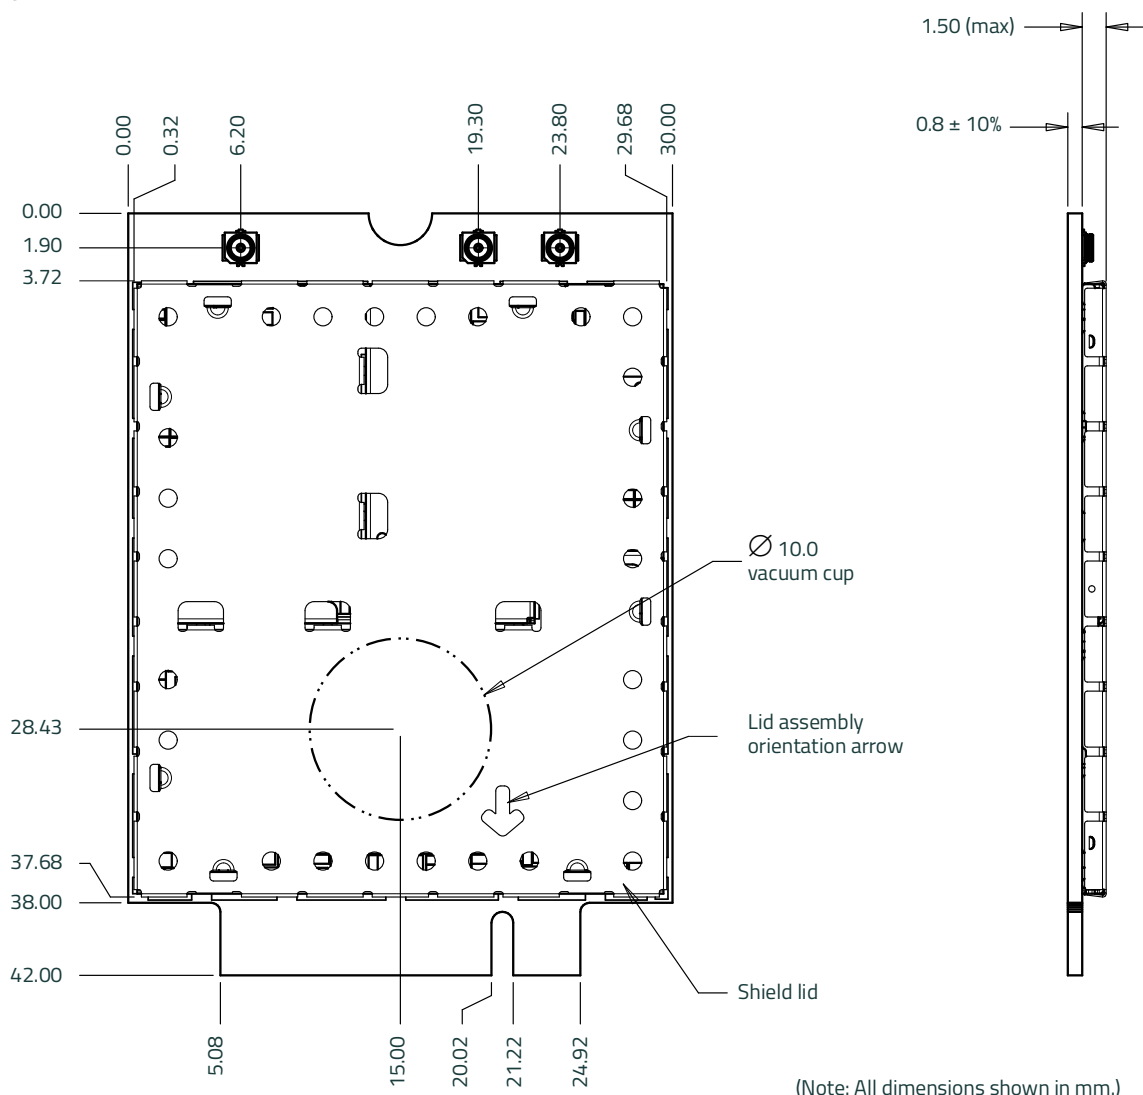 1.50 (max)
0.8 ± 10%
0.00
0.32
6.20
19.30
23.80
29.68
30.00
0.00
1.90
3.72
Ø 10.0
vacuum cup
28.43
Lid assembly
orientation arrow
37.68
38.00
42.00
Shield lid
5.08
15.00
20.02
21.22
24.92
(Note: All dimensions shown in mm.)